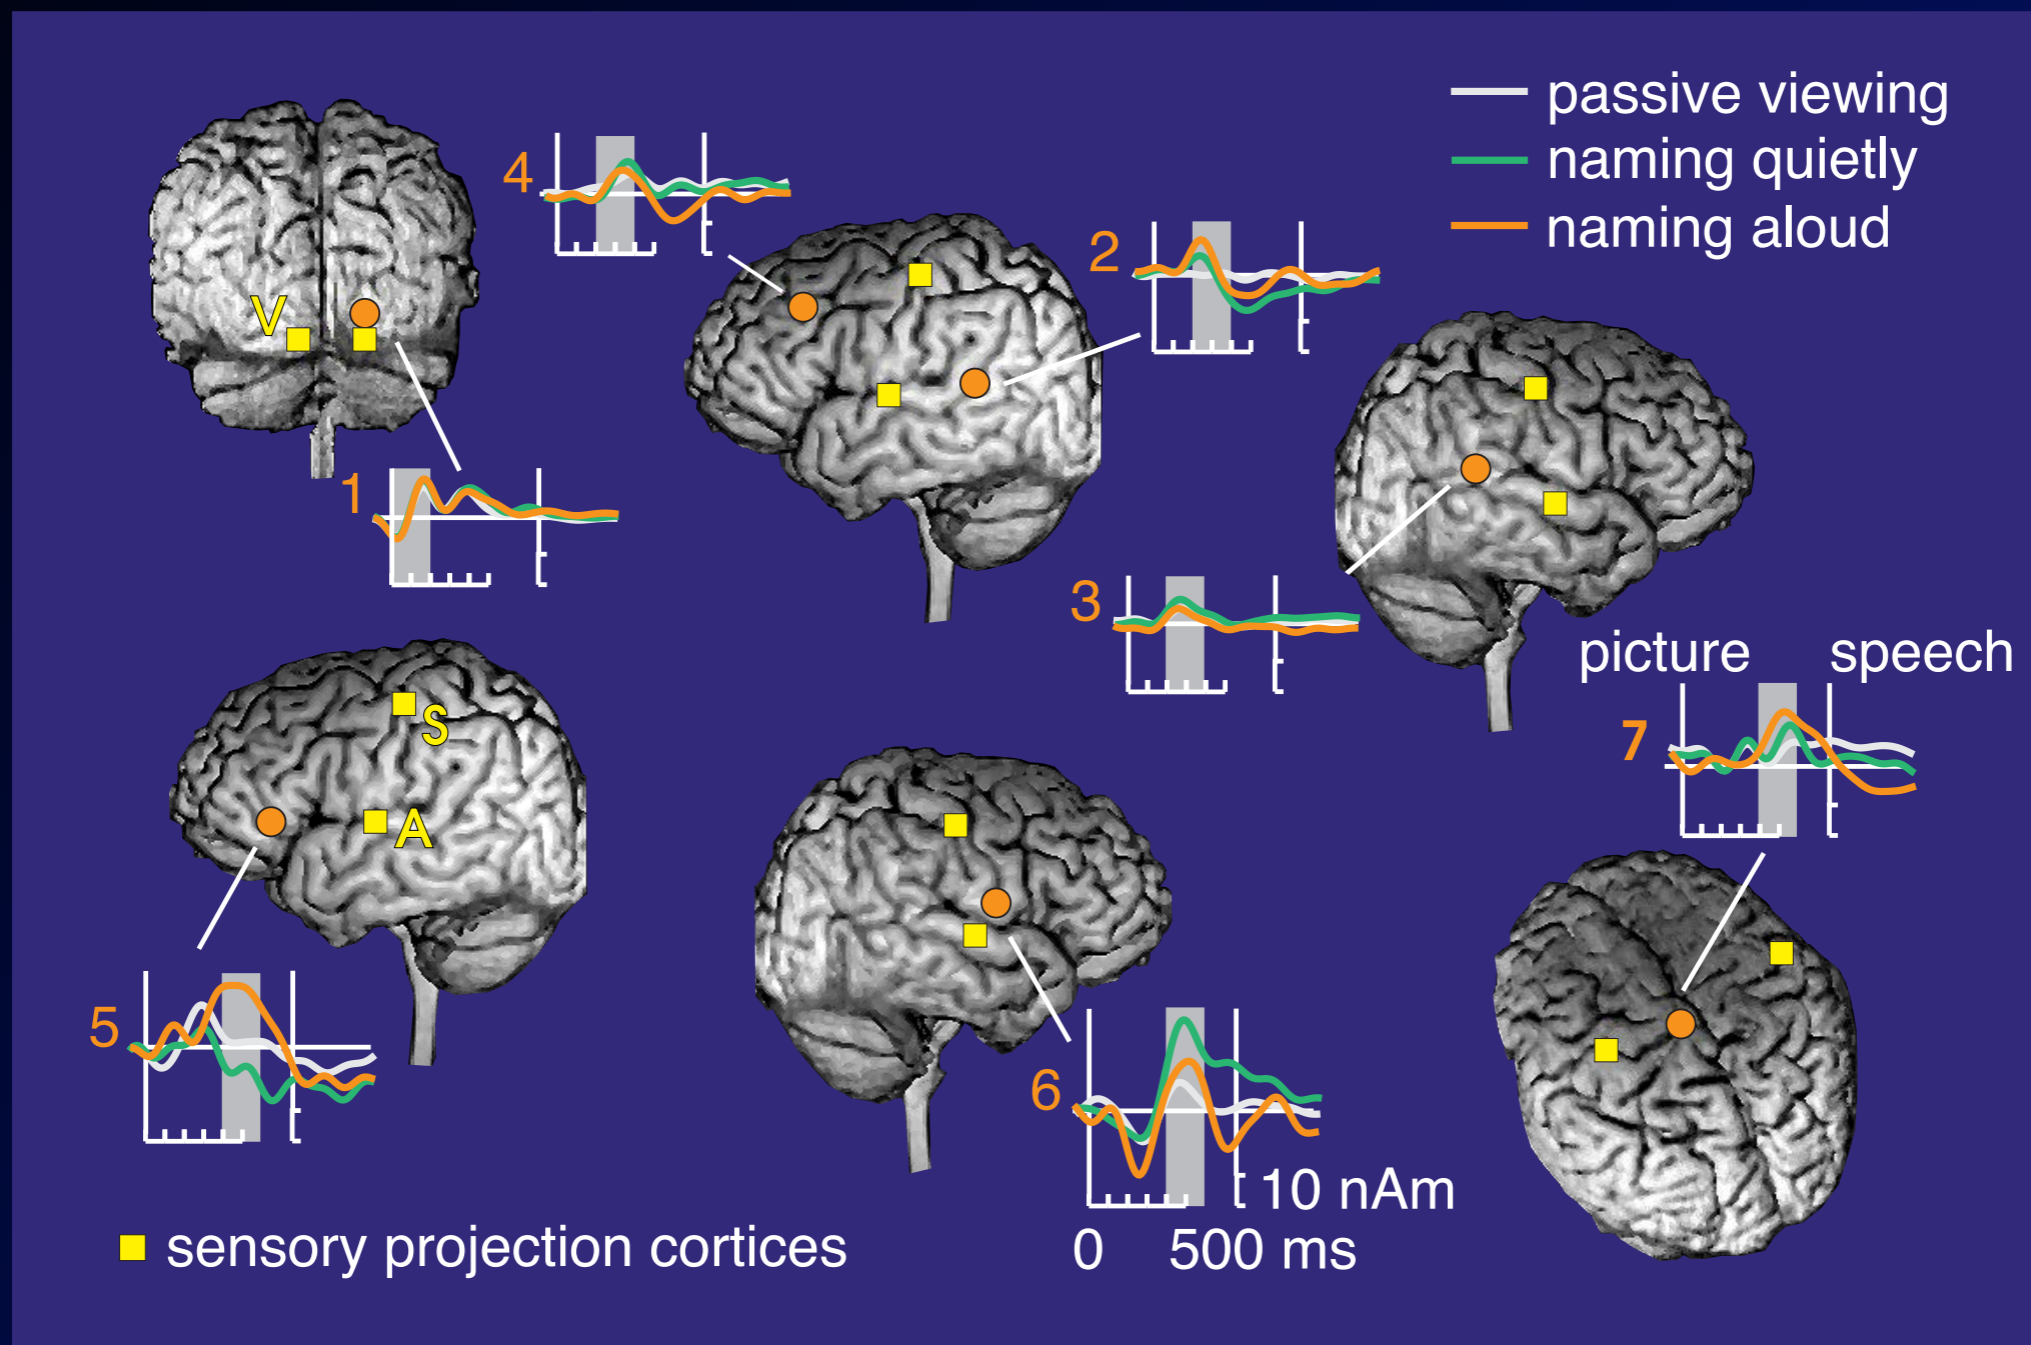 passive viewing
naming quietly
naming aloud
4
2
V
1
3
picture speech
7
S
A
5
6
10 nAm
0 500 ms
sensory projection cortices